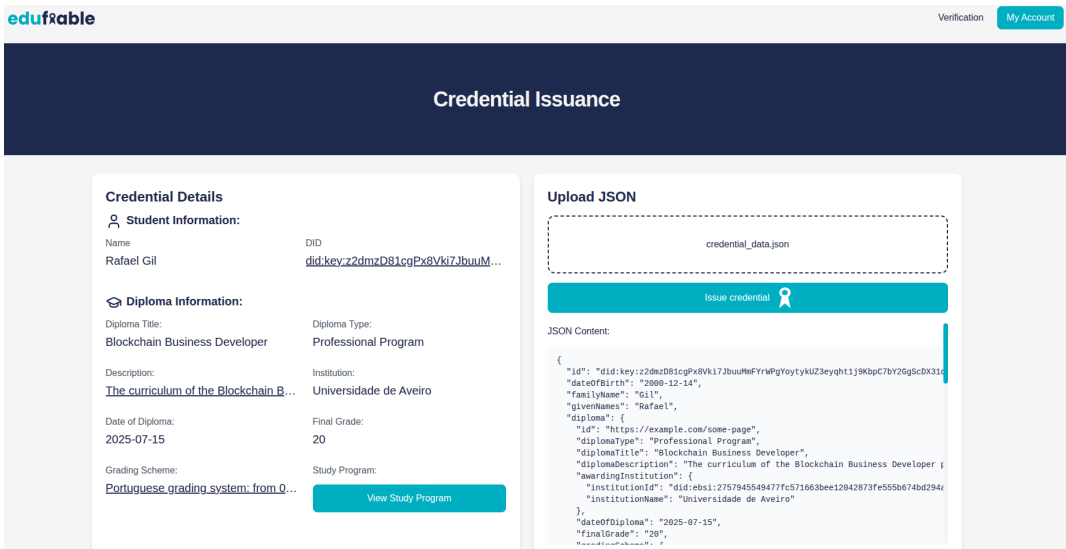 edufiable
Verification
My Account
Credential Issuance
Credential Details
Student Information:
Name
DID
Rafael Gil
did:key:z2dmzD81cgPx8Vki7JbuuM...
Diploma Information:
Diploma Title:
Diploma Type:
Blockchain Business Developer
Professional Program
Description:
Institution:
The curriculum of the Blockchain B...
Universidade de Aveiro
Date of Diploma:
Final Grade:
2025-07-15
20
Grading Scheme:
Study Program:
Portuguese grading system: from 0...
View Study Program
Upload JSON
credential_data.json
Issue credential
JSON Content:
{
"id": "did:key:z2dmzD81cgPx8Vki7JbuuMmFYrWPgYoytykUZ3eyqht1j9KbpC7bY2GgScDX31
"dateOfBirth": "2000-12-14",
"familyName": "Gil",
"givenNames": "Rafael",
"diploma": {
"id": "https://example.com/some-page",
"diplomaType": "Professional Program",
"diplomaTitle": "Blockchain Business Developer",
"diplomaDescription": "The curriculum of the Blockchain Business Developer p
"awardingInstitution": {
"institutionId": "did:ebsi:2757945549477fc571663bee12042873fe555b674bd294a
"institutionName": "Universidade de Aveiro"
},
"dateOfDiploma": "2025-07-15",
"finalGrade": "20",